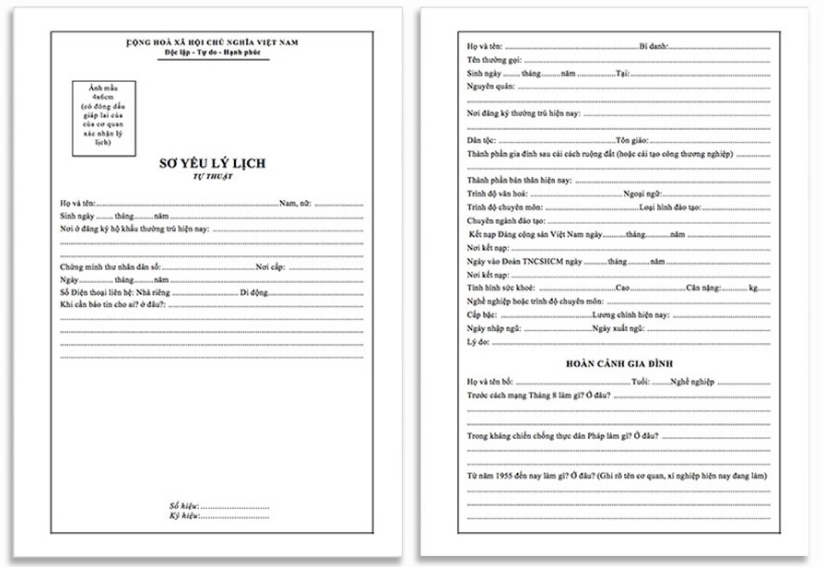 CỘNG HOÀ XÃ HỘI CHỦ NGHĨA VIỆT NAM
Độc lập - Tự do - Hạnh phúc
Ảnh mẫu
4x6cm
(có đóng dấu
giáp lai của
của cơ quan
xác nhận lý
lịch)
SƠ YẾU LÝ LỊCH
TỰ THUẬT
Họ và tên:.......... Nam, nữ: ..........
Sinh ngày ........ tháng......... năm ..........
Nơi ở đăng ký hộ khẩu thường trú hiện nay: ..........
Chứng minh thư nhân dân số: .......... Nơi cấp: ..........
Ngày.......... tháng.........năm ..........
Số Điện thoại liên hệ: Nhà riêng .......... Di động..........
Khi cần báo tin cho ai? ở đâu?: ..........
Số hiệu: ..........
Ký hiệu: ..........
Họ và tên: .......... Bí danh: ..........
Tên thường gọi: ..........
Sinh ngày ....... tháng......năm .......... Tại: ..........
Nguyên quán: ..........
Nơi đăng ký thường trú hiện nay: ..........
Dân tộc: .......... Tôn giáo: ..........
Thành phần gia đình sau cải cách ruộng đất (hoặc cải tạo công thương nghiệp) ..........
Thành phần bản thân hiện nay: ..........
Trình độ văn hoá: .......... Ngoại ngữ: ..........
Trình độ chuyên môn: .......... Loại hình đào tạo: ..........
Chuyên ngành đào tạo: ..........
Kết nạp Đảng cộng sản Việt Nam ngày.........tháng.........năm ..........
Nơi kết nạp: ..........
Ngày vào Đoàn TNCSHCM ngày ......... tháng .........năm ..........
Nơi kết nạp: ..........
Tình hình sức khoẻ: .......... Cao .......... Cân nặng: .......... kg....
Nghề nghiệp hoặc trình độ chuyên môn: ..........
Cấp bậc: ..........Lương chính hiện nay: ..........
Ngày nhập ngũ: .......... Ngày xuất ngũ: ..........
Lý do: ..........
HOÀN CẢNH GIA ĐÌNH
Họ và tên bố: .......... Tuổi: .......Nghề nghiệp ..........
Trước cách mạng Tháng 8 làm gì? Ở đâu? ..........
Trong kháng chiến chống thực dân Pháp làm gì? Ở đâu? ..........
Từ năm 1955 đến nay làm gì? Ở đâu? (Ghi rõ tên cơ quan, xí nghiệp hiện nay đang làm)